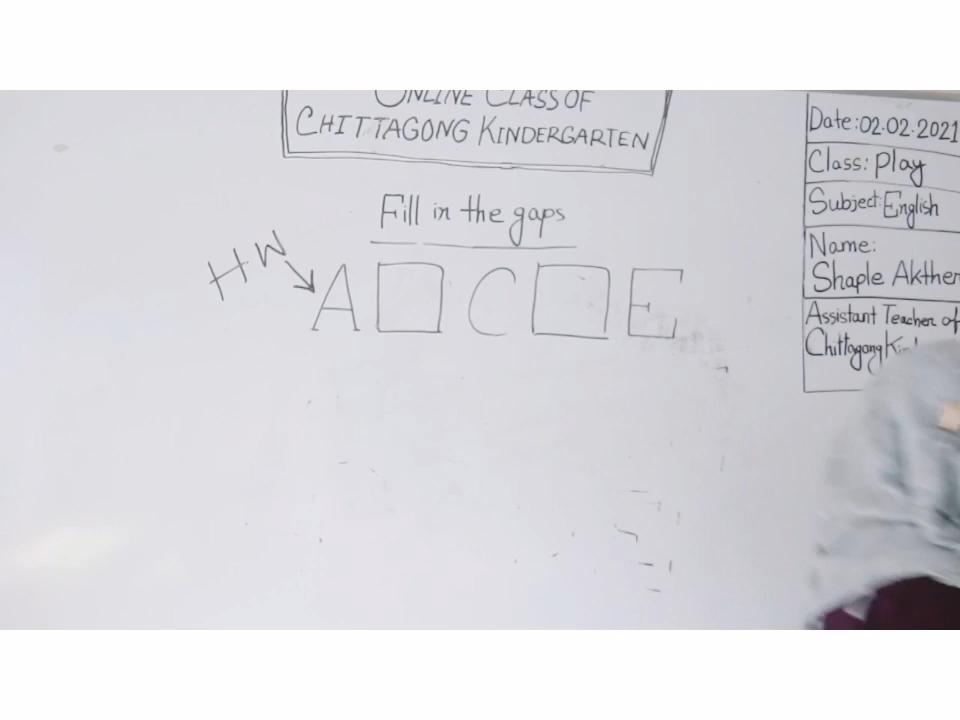 ONLINE CLASS OF
CHITTAGONG KINDERGARTEN
Fill in the gaps
HW
A C E
Date: 02.02.2021
Class: Play
Subject: English
Name:
Shaple Akther
Assistant Teacher of
Chittagong